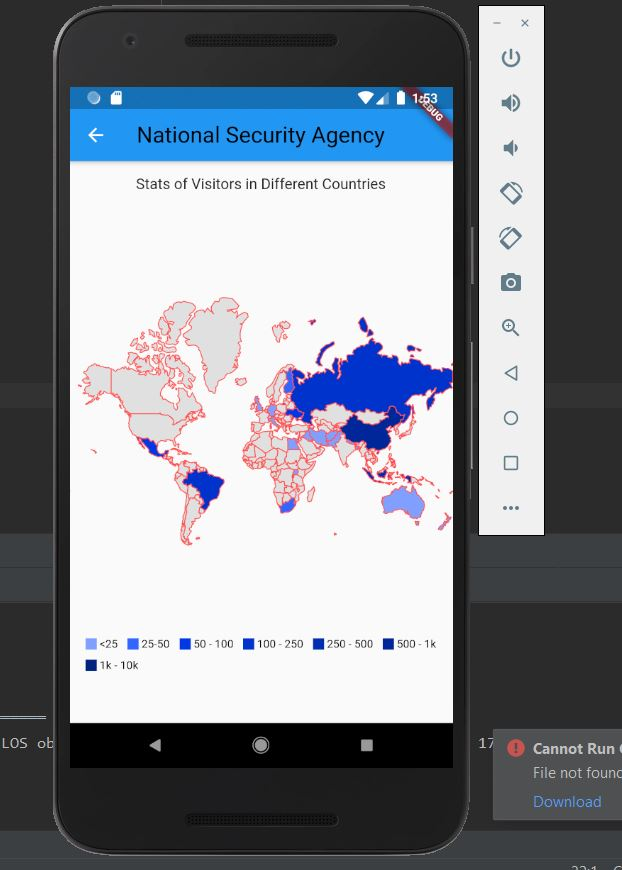 1:53
DEBUG
National Security Agency
Stats of Visitors in Different Countries
<25 25-50 50 - 100 100 - 250 250 - 500 500 - 1k
1k - 10k
LOS ob
17
Cannot Run
File not found
Download